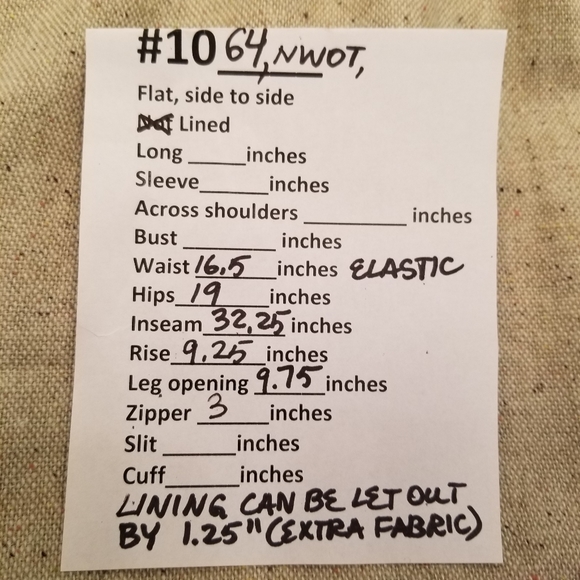 #1064, NWOT,
Flat, side to side
Not Lined
Long ______inches
Sleeve_______inches
Across shoulders __________ inches
Bust _________ inches
Waist 16.5 inches ELASTIC
Hips 19 inches
Inseam 32.25 inches
Rise 9.25 inches
Leg opening 9.75 inches
Zipper 3 inches
Slit _______inches
Cuff_______inches
LINING CAN BE LET OUT
BY 1.25" (EXTRA FABRIC)